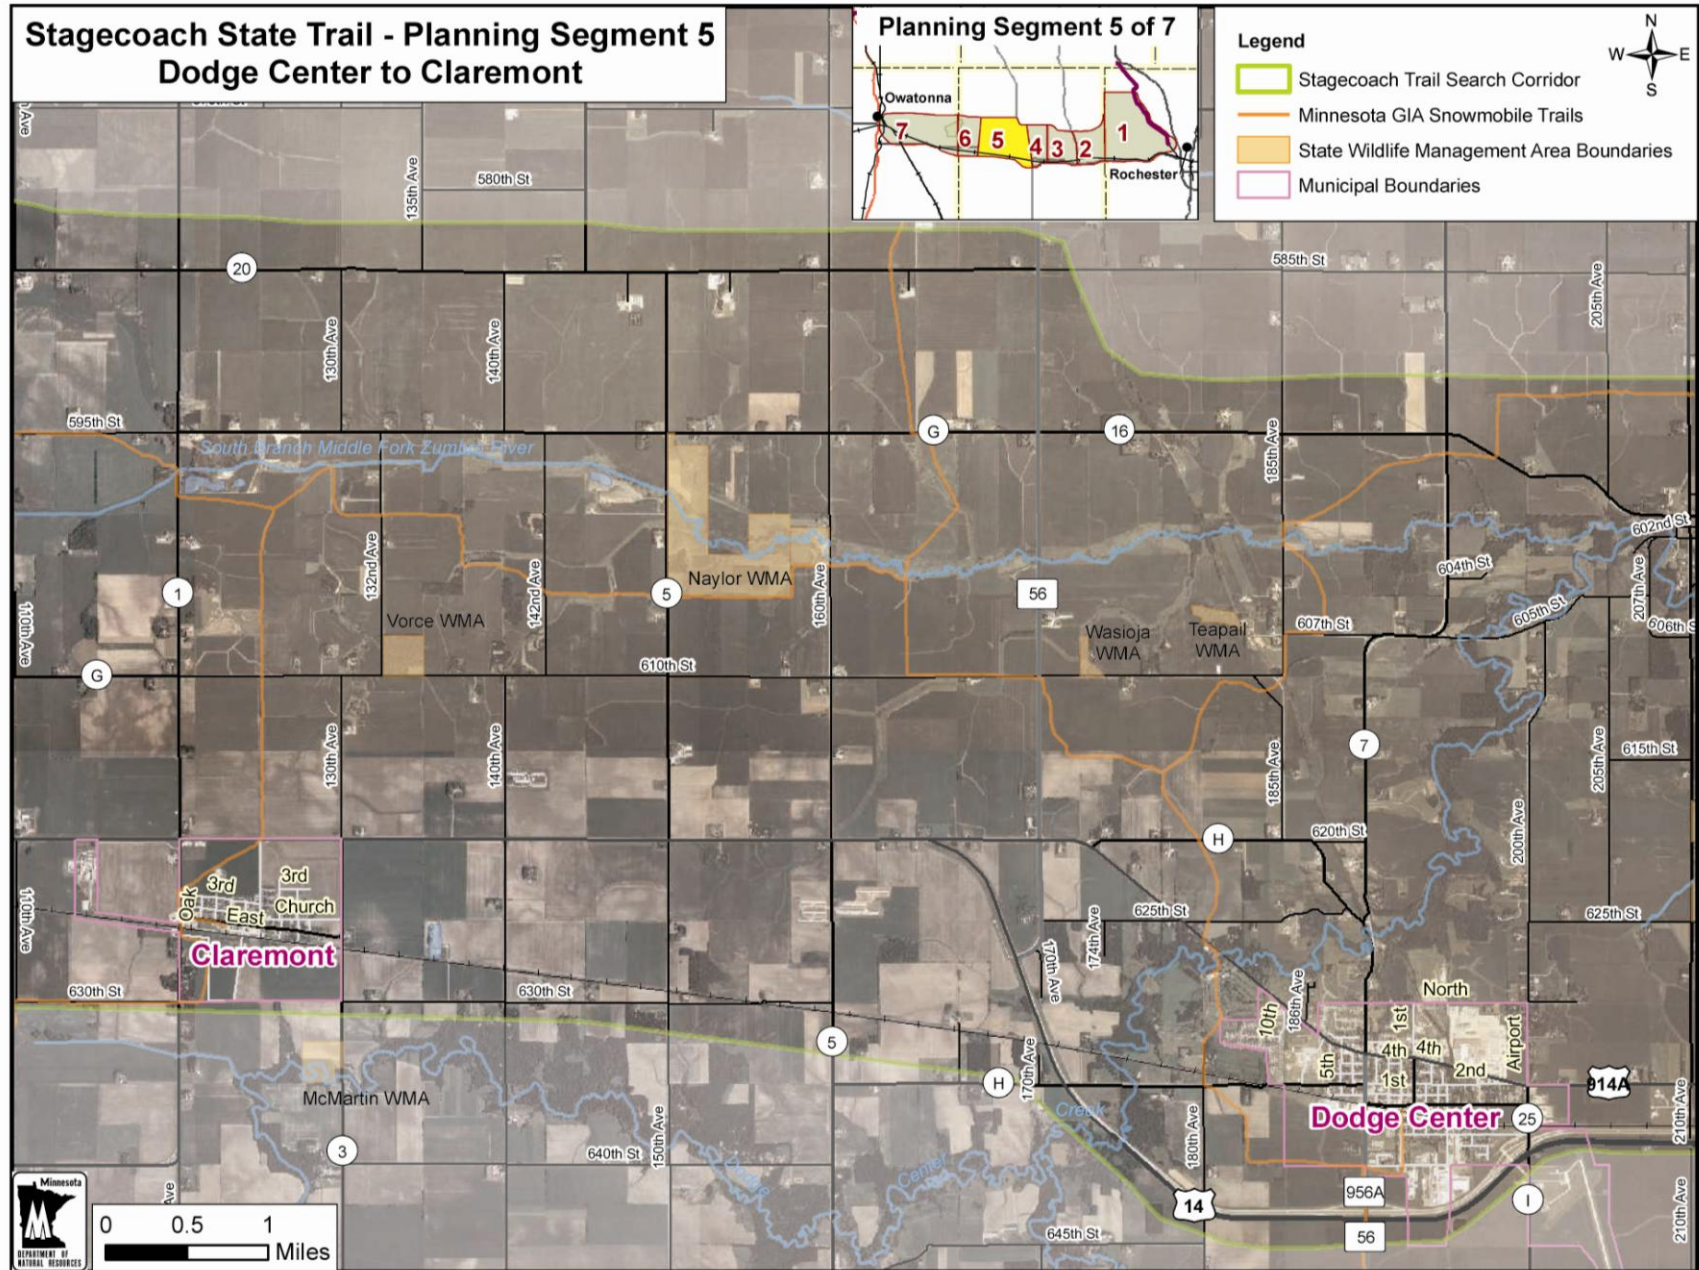 Stagecoach State Trail - Planning Segment 5
Dodge Center to Claremont
Planning Segment 5 of 7
Owatonna
7
6
5
4
3
2
1
Rochester
Legend
Stagecoach Trail Search Corridor
Minnesota GIA Snowmobile Trails
State Wildlife Management Area Boundaries
Municipal Boundaries
N
W
E
S
Ave
135th Ave
580th St
20
585th St
205th Ave
130th Ave
140th Ave
595th St
G
16
185th Ave
South Branch Middle Fork Zumbro River
602nd St
604th St
132nd Ave
142nd Ave
Naylor WMA
160th Ave
1
5
56
207th Ave
605th St
606th S
110th Ave
Vorce WMA
Wasioja
WMA
Teapail
WMA
607th St
610th St
G
130th Ave
140th Ave
185th Ave
7
205th Ave
615th St
200th Ave
H
620th St
110th Ave
Oak
3rd
3rd
East
Church
Claremont
625th St
625th St
174th Ave
170th Ave
630th St
630th St
186th Ave
10th
North
1st
Airport
5th
4th
4th
1st
2nd
5
H
170th Ave
914A
McMartin WMA
Creek
Dodge Center
25
210th Ave
3
640th St
150th Ave
180th Ave
Dodge
Center
Ave
14
956A
I
210th Ave
56
645th St
Minnesota
DEPARTMENT OF
NATURAL RESOURCES
0 0.5 1
Miles